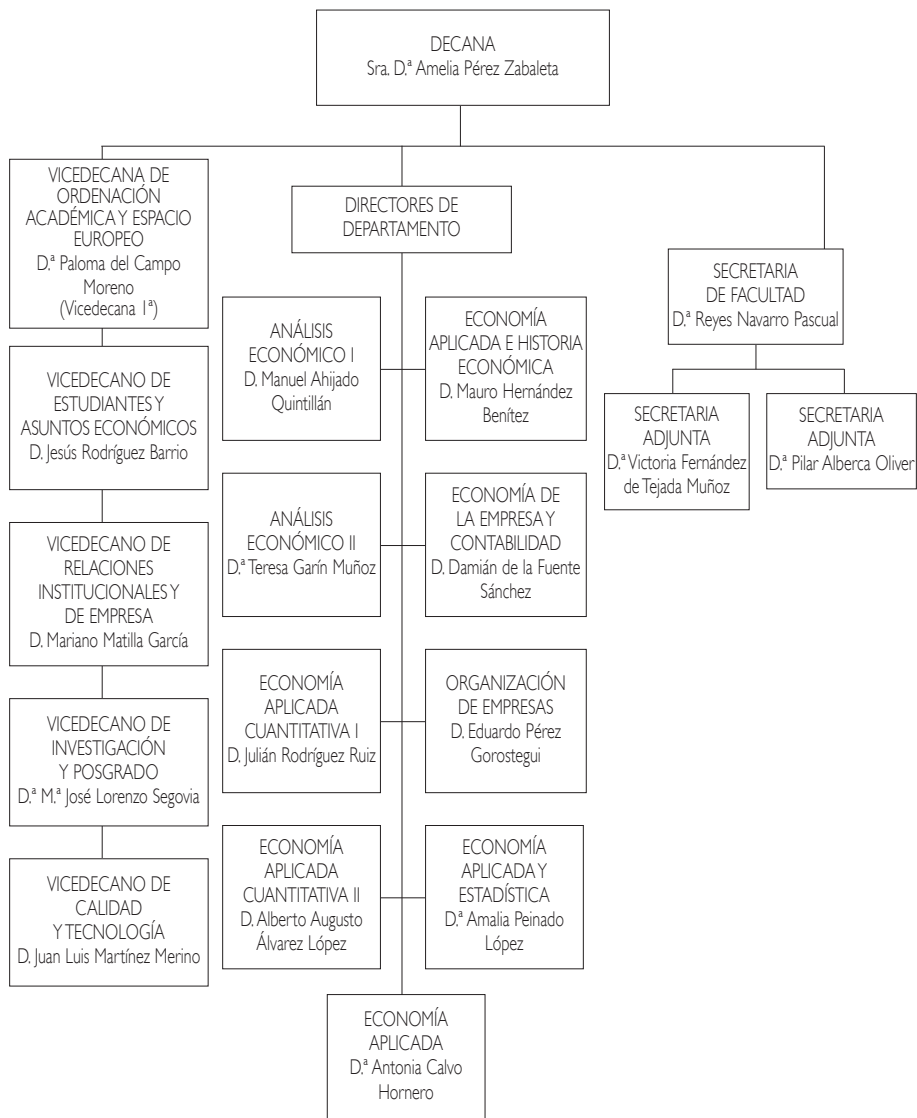 DECANA
Sra. D.ª Amelia Pérez Zabaleta
VICEDECANA DE
ORDENACIÓN
ACADÉMICA Y ESPACIO
EUROPEO
D.ª Paloma del Campo
Moreno
(Vicedecana 1ª)
VICEDECANO DE
ESTUDIANTES Y
ASUNTOS ECONÓMICOS
D. Jesús Rodríguez Barrio
VICEDECANO DE
RELACIONES
INSTITUCIONALES Y
DE EMPRESA
D. Mariano Matilla García
VICEDECANO DE
INVESTIGACIÓN
Y POSGRADO
D.ª M.ª José Lorenzo Segovia
VICEDECANO DE
CALIDAD
Y TECNOLOGÍA
D. Juan Luis Martínez Merino
DIRECTORES DE
DEPARTAMENTO
ANÁLISIS
ECONÓMICO I
D. Manuel Ahijado
Quintillán
ECONOMÍA
APLICADA E HISTORIA
ECONÓMICA
D. Mauro Hernández
Benítez
ANÁLISIS
ECONÓMICO II
D.ª Teresa Garín Muñoz
ECONOMÍA DE
LA EMPRESA Y
CONTABILIDAD
D. Damián de la Fuente
Sánchez
ECONOMÍA
APLICADA
CUANTITATIVA I
D. Julián Rodríguez Ruiz
ORGANIZACIÓN
DE EMPRESAS
D. Eduardo Pérez
Gorostegui
ECONOMÍA
APLICADA
CUANTITATIVA II
D. Alberto Augusto
Álvarez López
ECONOMÍA
APLICADA Y
ESTADÍSTICA
D.ª Amalia Peinado
López
ECONOMÍA
APLICADA
D.ª Antonia Calvo
Hornero
SECRETARIA
DE FACULTAD
D.ª Reyes Navarro Pascual
SECRETARIA
ADJUNTA
D.ª Victoria Fernández
de Tejada Muñoz
SECRETARIA
ADJUNTA
D.ª Pilar Alberca Oliver